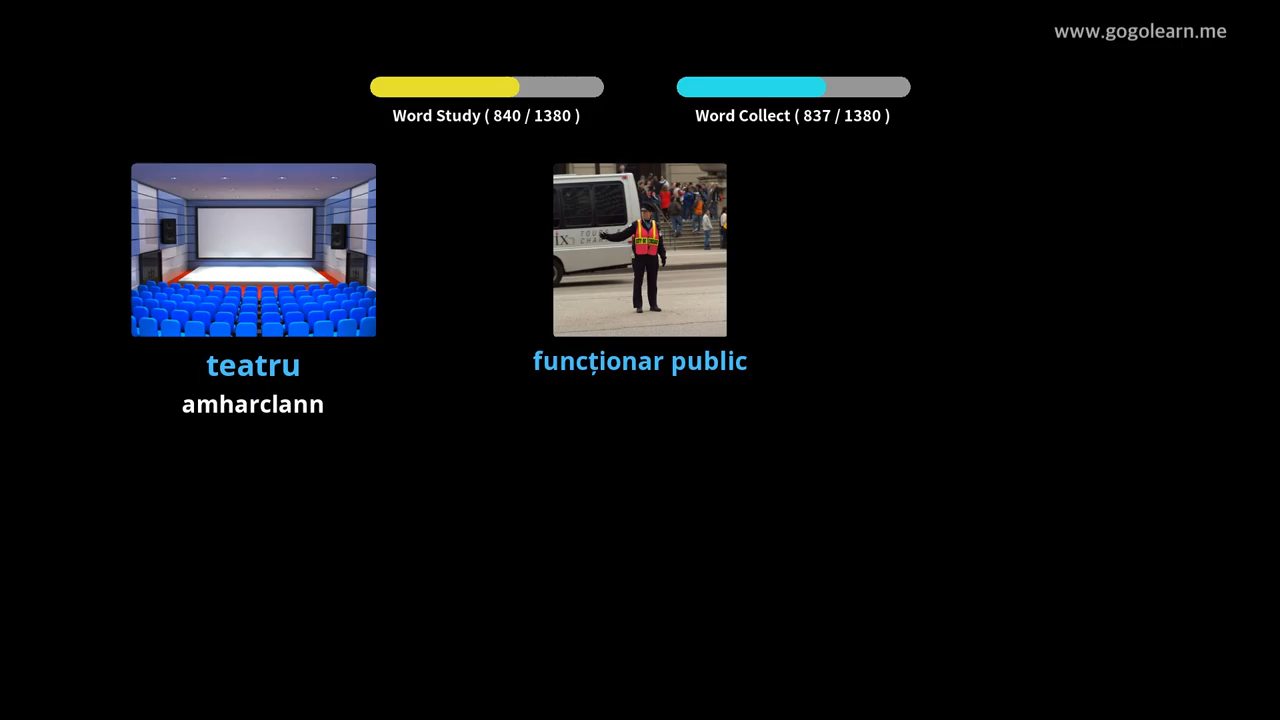 www.gogolearn.me
Word Study ( 840 / 1380 )
Word Collect ( 837 / 1380 )
teatru
amharclann
funcționar public